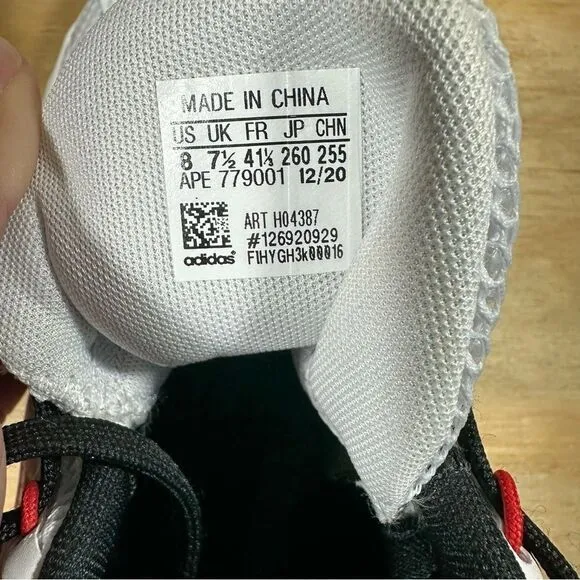 MADE IN CHINA
US UK FR JP CHN
8 7½ 41⅓ 260 255
APE 779001 12/20
ART H04387
#126920929
adidas F1HYGH3k00016